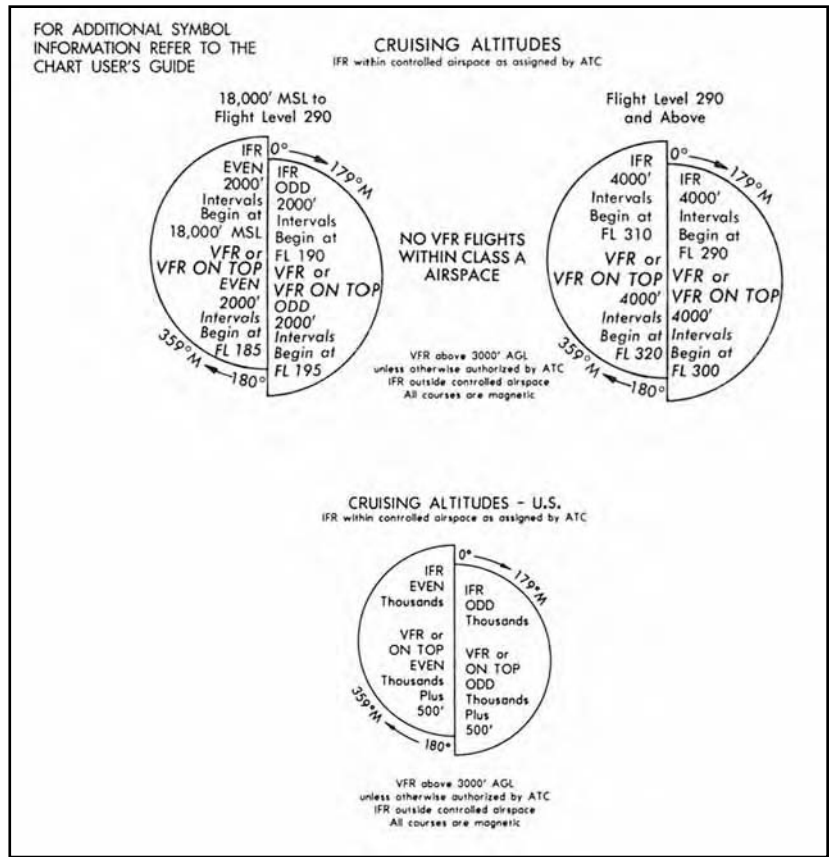 FOR ADDITIONAL SYMBOL
INFORMATION REFER TO THE
CHART USER'S GUIDE
CRUISING ALTITUDES
IFR within controlled airspace as assigned by ATC
18,000' MSL to
Flight Level 290
IFR
EVEN
2000'
Intervals
Begin at
18,000' MSL
VFR or
VFR ON TOP
EVEN
2000'
Intervals
Begin at
FL 185
0°
179°M
IFR
ODD
2000'
Intervals
Begin at
FL 190
VFR or
VFR ON TOP
ODD
2000'
Intervals
Begin at
FL 195
359°M
180°
NO VFR FLIGHTS
WITHIN CLASS A
AIRSPACE
VFR above 3000' AGL
unless otherwise authorized by ATC
IFR outside controlled airspace
All courses are magnetic
Flight Level 290
and Above
IFR
4000'
Intervals
Begin at
FL 310
VFR or
VFR ON TOP
4000'
Intervals
Begin at
FL 320
0°
179°M
IFR
4000'
Intervals
Begin at
FL 290
VFR or
VFR ON TOP
4000'
Intervals
Begin at
FL 300
359°M
180°
CRUISING ALTITUDES - U.S.
IFR within controlled airspace as assigned by ATC
IFR
EVEN
Thousands
VFR or
ON TOP
EVEN
Thousands
Plus
500'
0°
179°M
IFR
ODD
Thousands
VFR or
ON TOP
ODD
Thousands
Plus
500'
359°M
180°
VFR above 3000' AGL
unless otherwise authorized by ATC
IFR outside controlled airspace
All courses are magnetic